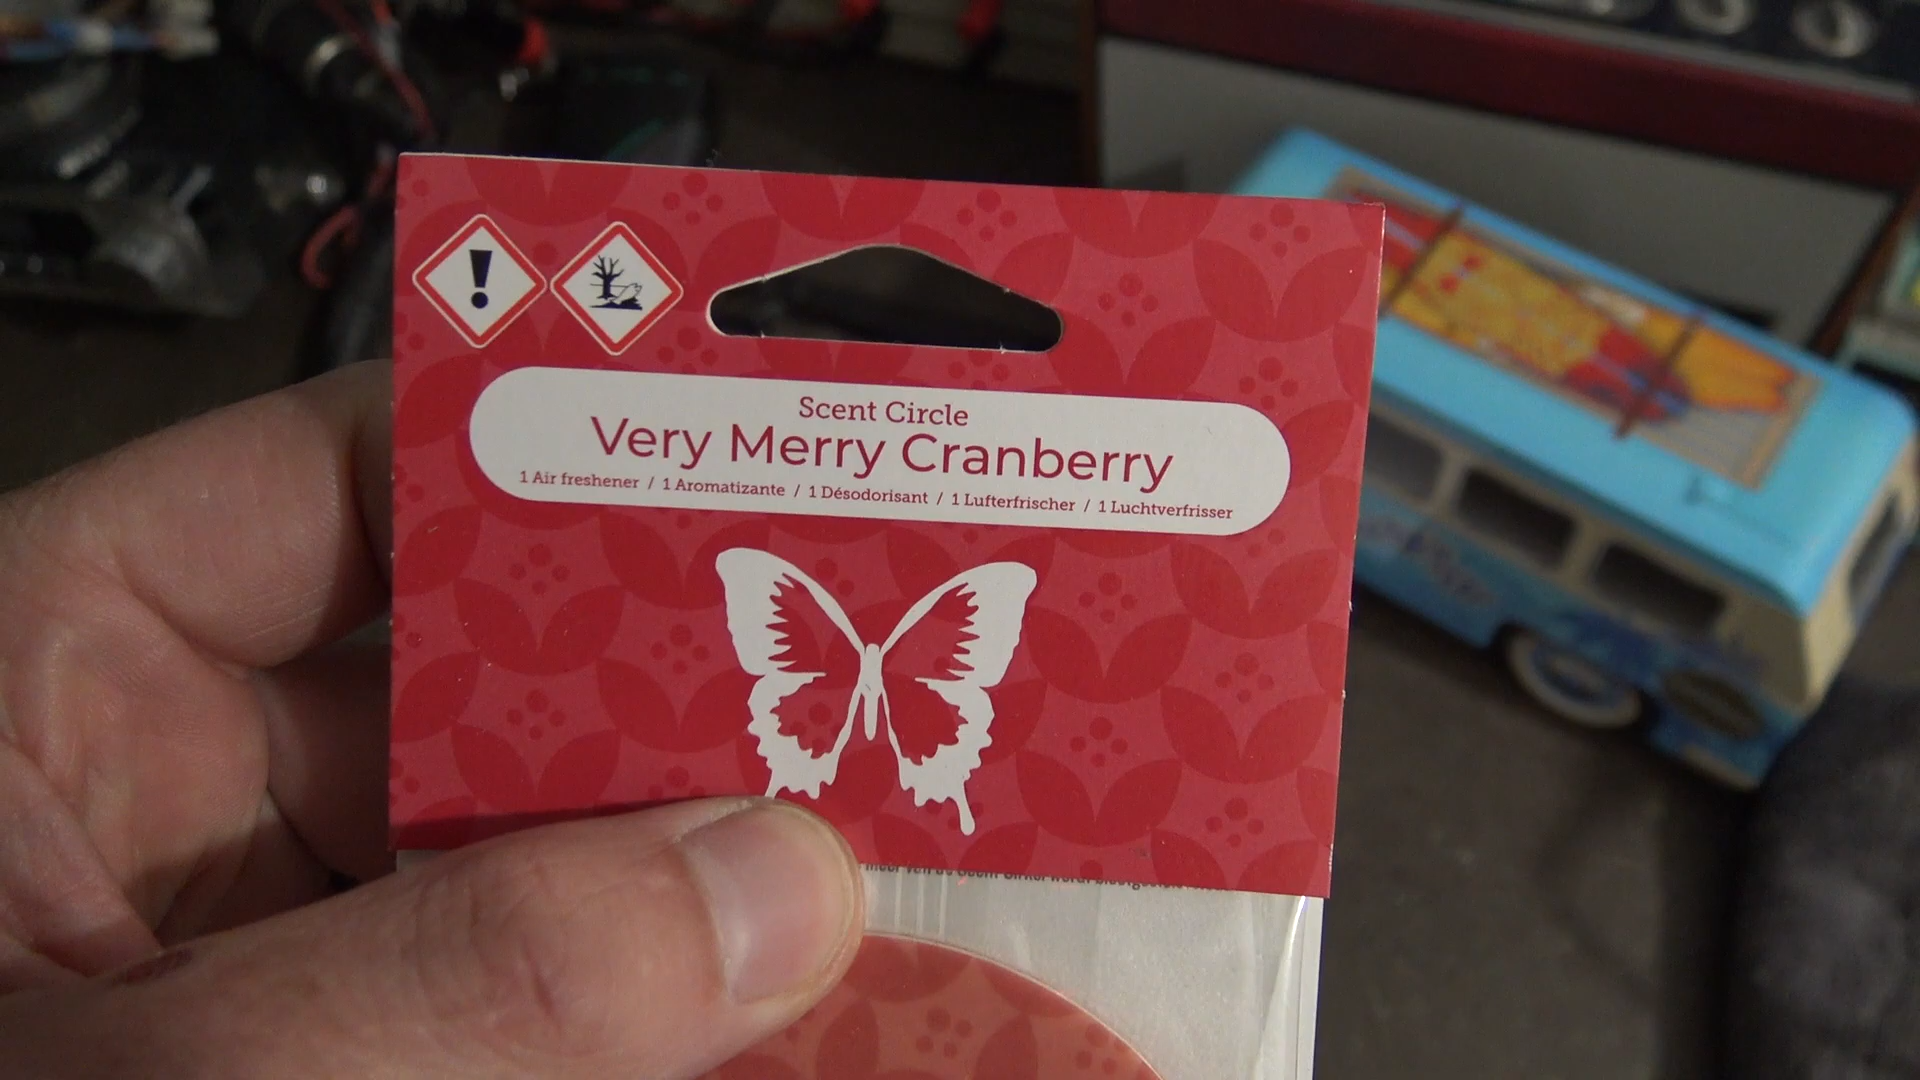 Scent Circle
Very Merry Cranberry
1 Air freshener / 1 Aromatizante / 1 Désodorisant / 1 Lufterfrischer / 1 Luchtverfrisser